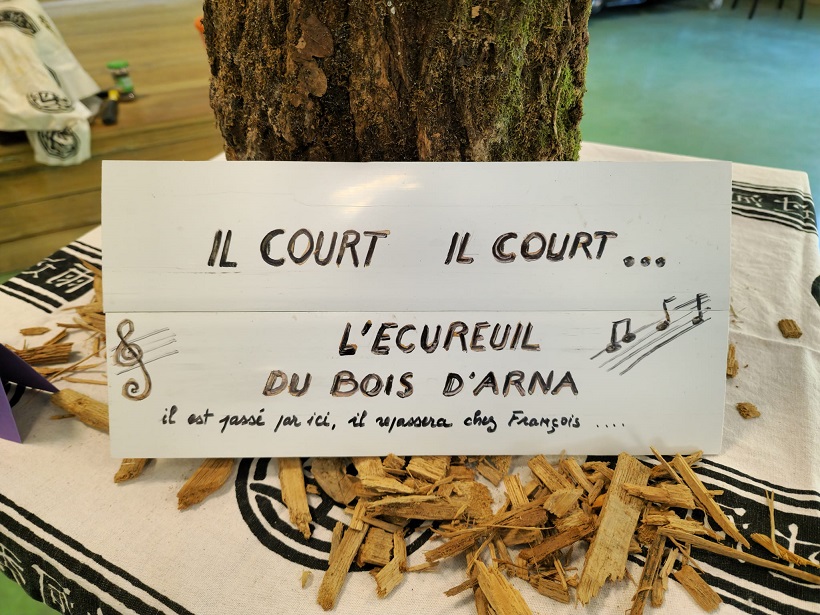 IL COURT IL COURT...
L'ECUREUIL
DU BOIS D'ARNA
il est passé par ici, il repassera chez François ....